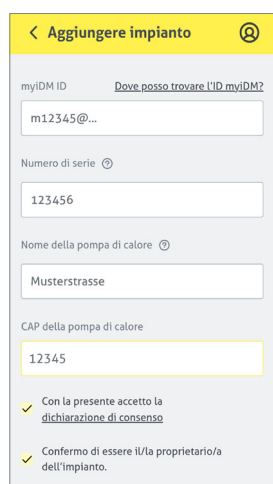 Aggiungere impianto
myiDM ID Dove posso trovare l'ID myiDM?
m12345@...
Numero di serie ?
123456
Nome della pompa di calore ?
Musterstrasse
CAP della pompa di calore
12345
Con la presente accetto la
dichiarazione di consenso
Confermo di essere il/la proprietario/a
dell'impianto.